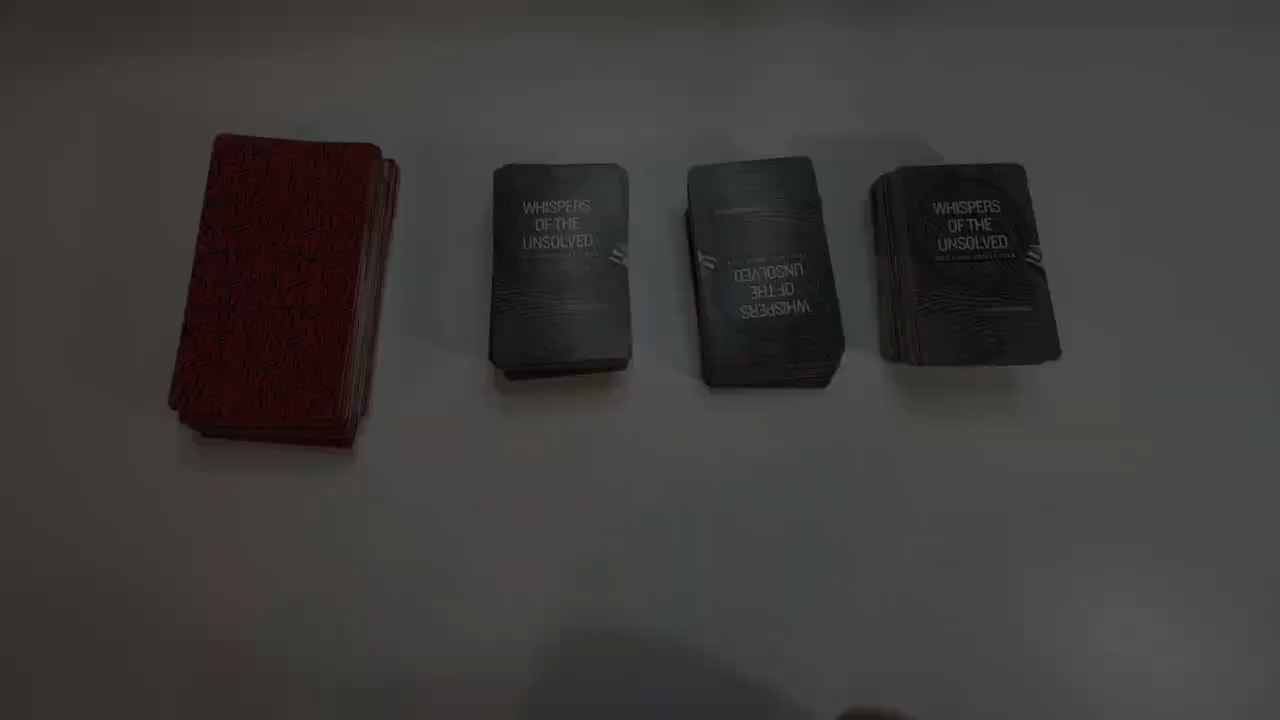 WHISPERS
OF THE
UNSOLVED
WHISPERS
OF THE
UNSOLVED
WHISPERS
OF THE
UNSOLVED